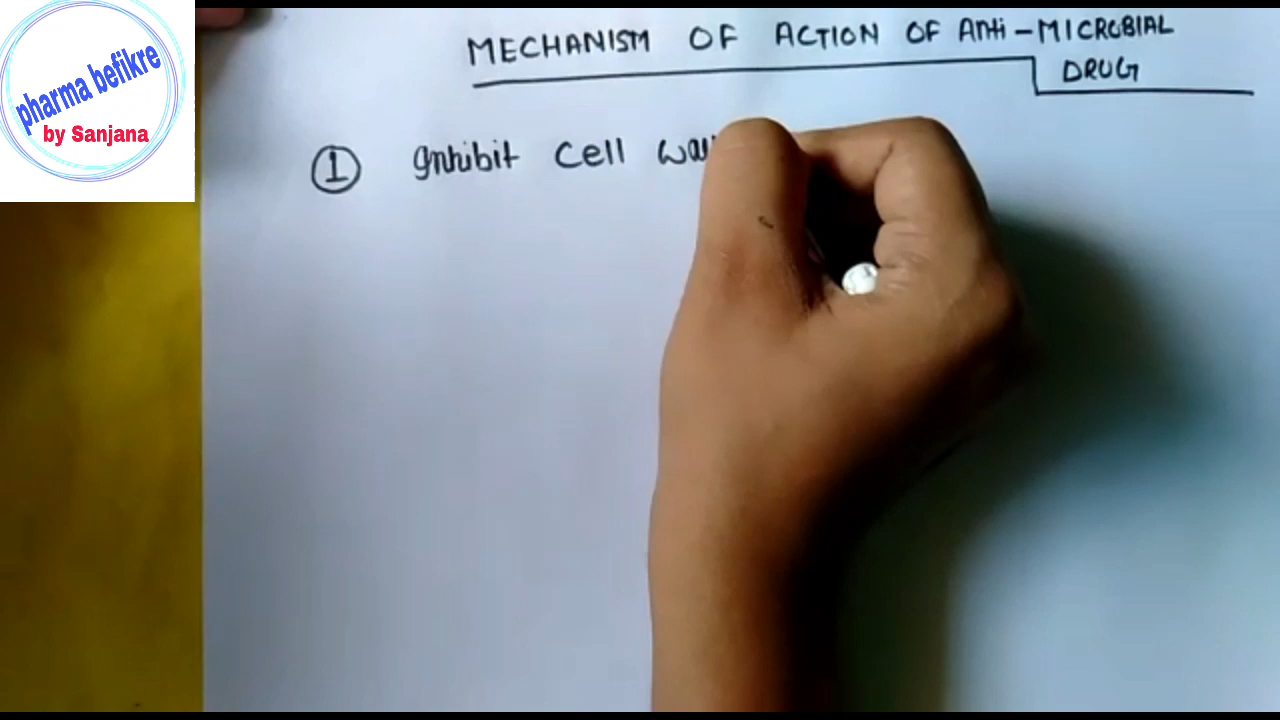 pharma befikre
by Sanjana
MECHANISM OF ACTION OF Anti-MICROBIAL
DRUG
① Inhibit Cell